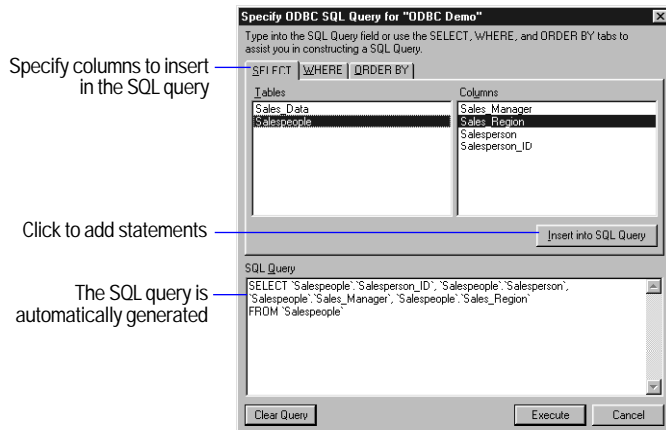 Specify ODBC SQL Query for "ODBC Demo"
Type into the SQL Query field or use the SELECT, WHERE, and ORDER BY tabs to
assist you in constructing a SQL Query.
SELECT WHERE ORDER BY
Specify columns to insert
in the SQL query
Tables
Columns
Sales_Data
Salespeople
Sales_Manager
Sales_Region
Salesperson
Salesperson_ID
Click to add statements
Insert into SQL Query
SQL Query
The SQL query is
automatically generated
SELECT `Salespeople`.`Salesperson_ID`, `Salespeople`.`Salesperson`,
`Salespeople`.`Sales_Manager`, `Salespeople`.`Sales_Region`
FROM `Salespeople`
Clear Query
Execute
Cancel